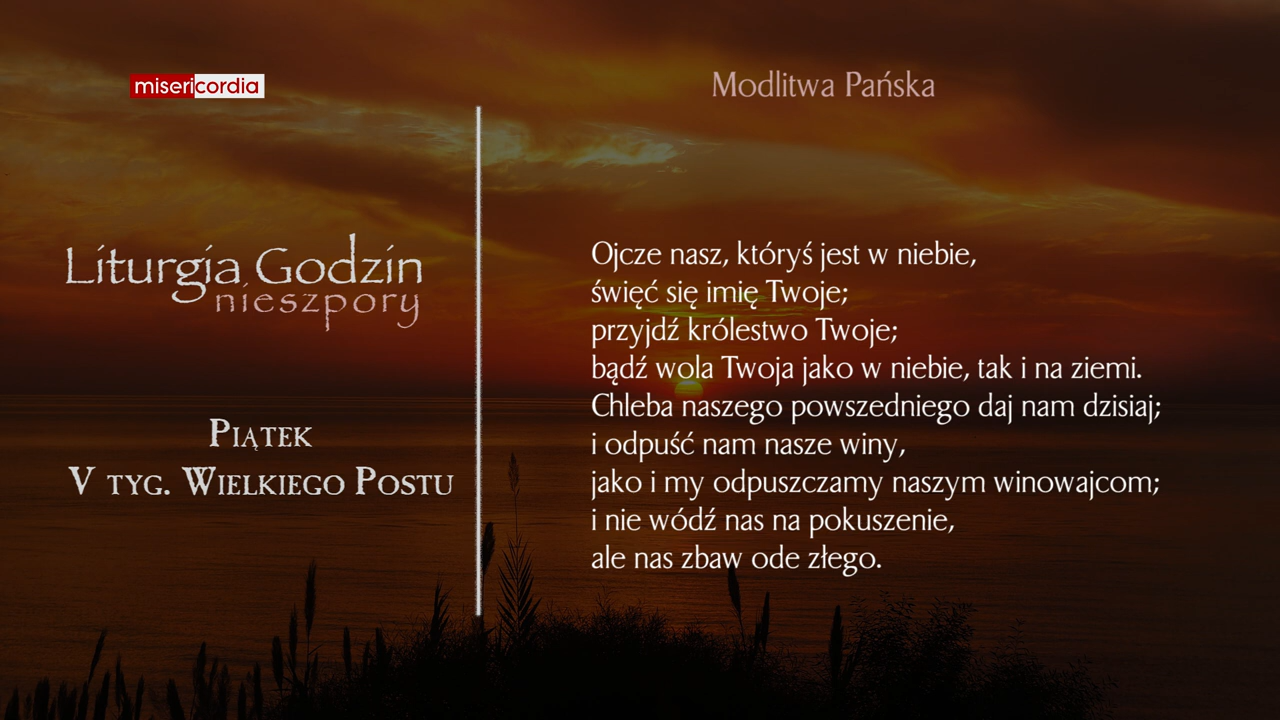 misericordia
Liturgia Godzin
nieszpory
Piątek
V tyg. Wielkiego Postu
Modlitwa Pańska
Ojcze nasz, któryś jest w niebie,
święć się imię Twoje;
przyjdź królestwo Twoje;
bądź wola Twoja jako w niebie, tak i na ziemi.
Chleba naszego powszedniego daj nam dzisiaj;
i odpuść nam nasze winy,
jako i my odpuszczamy naszym winowajcom;
i nie wódź nas na pokuszenie,
ale nas zbaw ode złego.